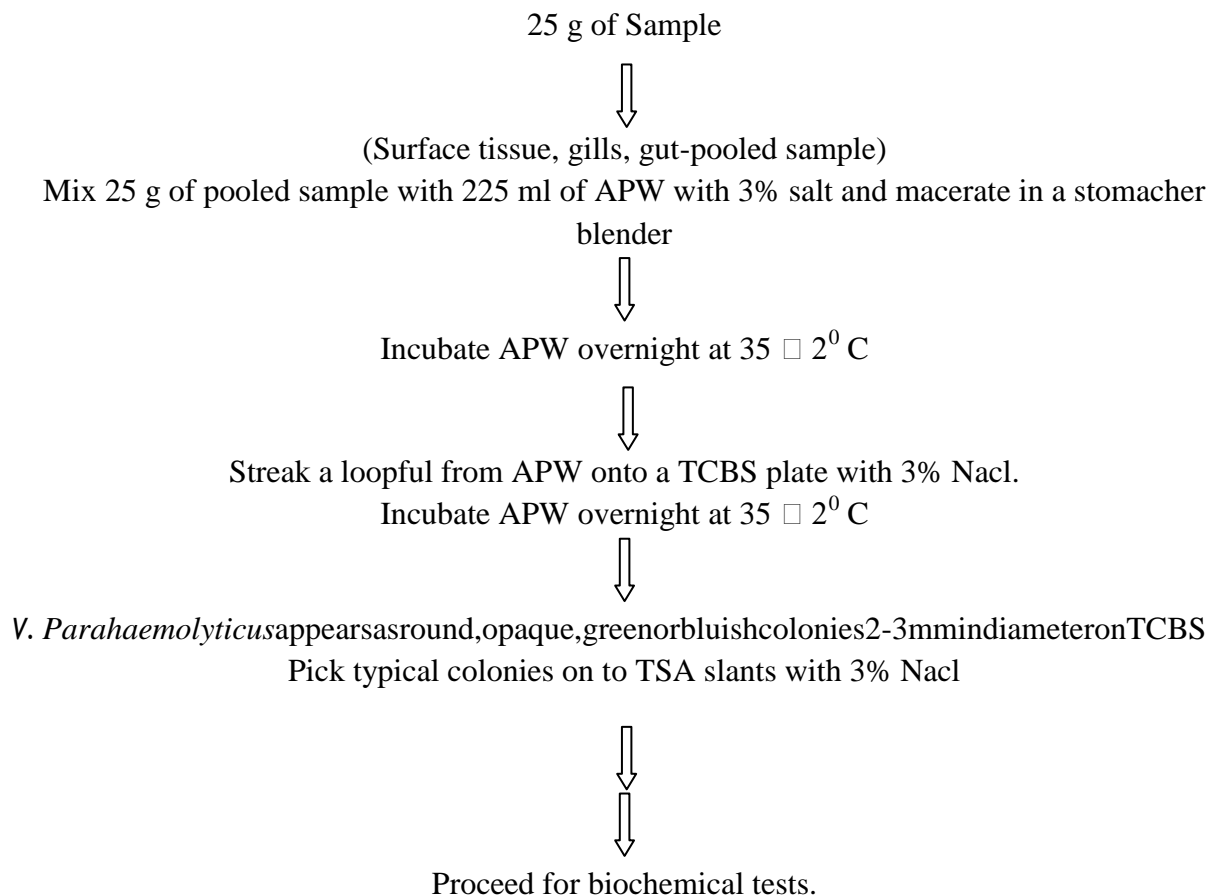 25 g of Sample
(Surface tissue, gills, gut-pooled sample)
Mix 25 g of pooled sample with 225 ml of APW with 3% salt and macerate in a stomacher
blender
Incubate APW overnight at 35 □ 2⁰ C
Streak a loopful from APW onto a TCBS plate with 3% Nacl.
Incubate APW overnight at 35 □ 2⁰ C
V. Parahaemolyticusappearsasround,opaque,greenorbluishcolonies2-3mmindiameteronTCBS
Pick typical colonies on to TSA slants with 3% Nacl
Proceed for biochemical tests.